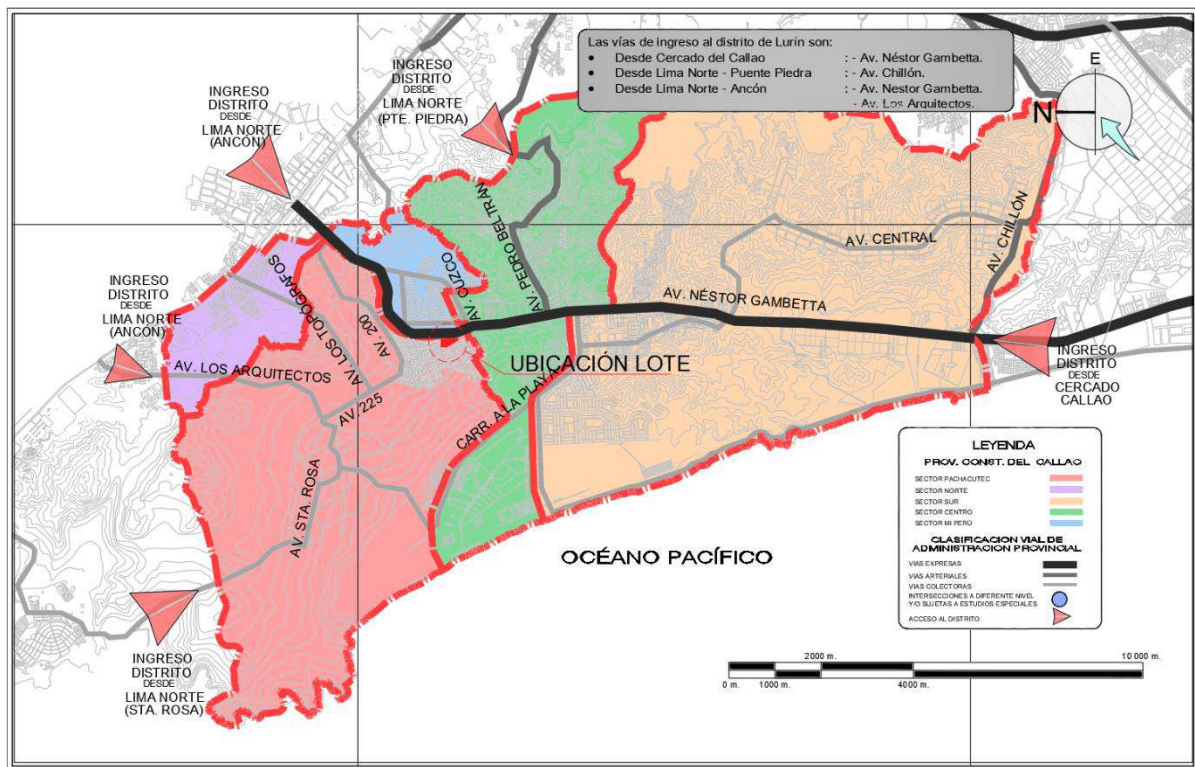 Las vías de ingreso al distrito de Lurín son:
• Desde Cercado del Callao : - Av. Néstor Gambetta.
• Desde Lima Norte - Puente Piedra : - Av. Chillón.
• Desde Lima Norte - Ancón : - Av. Nestor Gambetta.
- Av. Los Arquitectos.
E
N
INGRESO
DISTRITO
DESDE
LIMA NORTE
(PTE. PIEDRA)
INGRESO
DISTRITO
DESDE
LIMA NORTE
(ANCÓN)
INGRESO
DISTRITO
DESDE
LIMA NORTE
(ANCÓN)
AV. LOS TOPÓGRAFOS
AV. 200
AV. CUZCO
AV. PEDRO BELTRÁN
AV. NÉSTOR GAMBETTA
AV. CENTRAL
AV. CHILLÓN
AV. LOS ARQUITECTOS
AV. 225
UBICACIÓN LOTE
CARR. A LA PLAYA
AV. STA. ROSA
INGRESO
DISTRITO
DESDE
CERCADO
CALLAO
INGRESO
DISTRITO
DESDE
LIMA NORTE
(STA. ROSA)
OCÉANO PACÍFICO
LEYENDA
PROV. CONST. DEL CALLAO
SECTOR PACHACUTEC
SECTOR NORTE
SECTOR SUR
SECTOR CENTRO
SECTOR MI PERÚ
CLASIFICACION VIAL DE
ADMINISTRACION PROVINCIAL
VIAS EXPRESAS
VIAS ARTERIALES
VIAS COLECTORAS
INTERSECCIONES A DIFERENTE NIVEL
Y/O SUJETAS A ESTUDIOS ESPECIALES
ACCESO AL DISTRITO
2000 m. 10 000 m.
0 m. 1000 m. 4000 m.